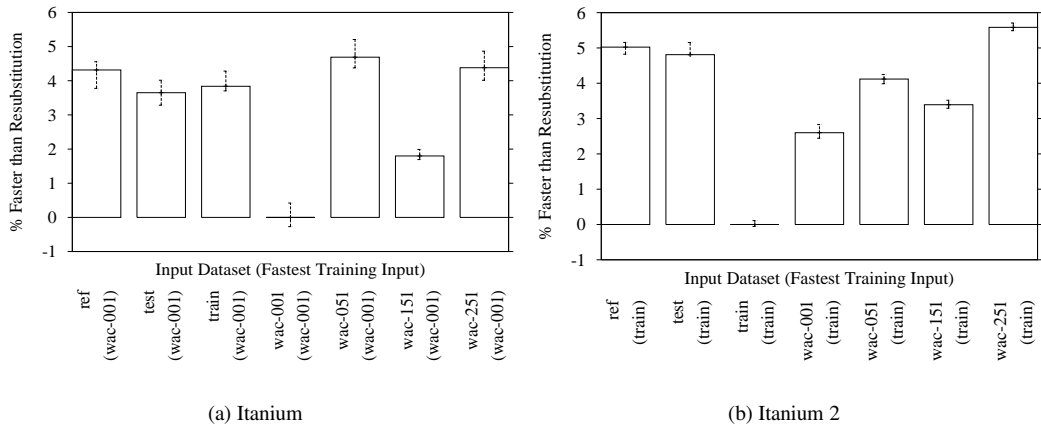 % Faster than Resubstitution
6
5
4
3
2
1
0
-1
Input Dataset (Fastest Training Input)
ref
(wac-001)
test
(wac-001)
train
(wac-001)
wac-001
(wac-001)
wac-051
(wac-001)
wac-151
(wac-001)
wac-251
(wac-001)
(a) Itanium
% Faster than Resubstitution
6
5
4
3
2
1
0
-1
Input Dataset (Fastest Training Input)
ref
(train)
test
(train)
train
(train)
wac-001
(train)
wac-051
(train)
wac-151
(train)
wac-251
(train)
(b) Itanium 2